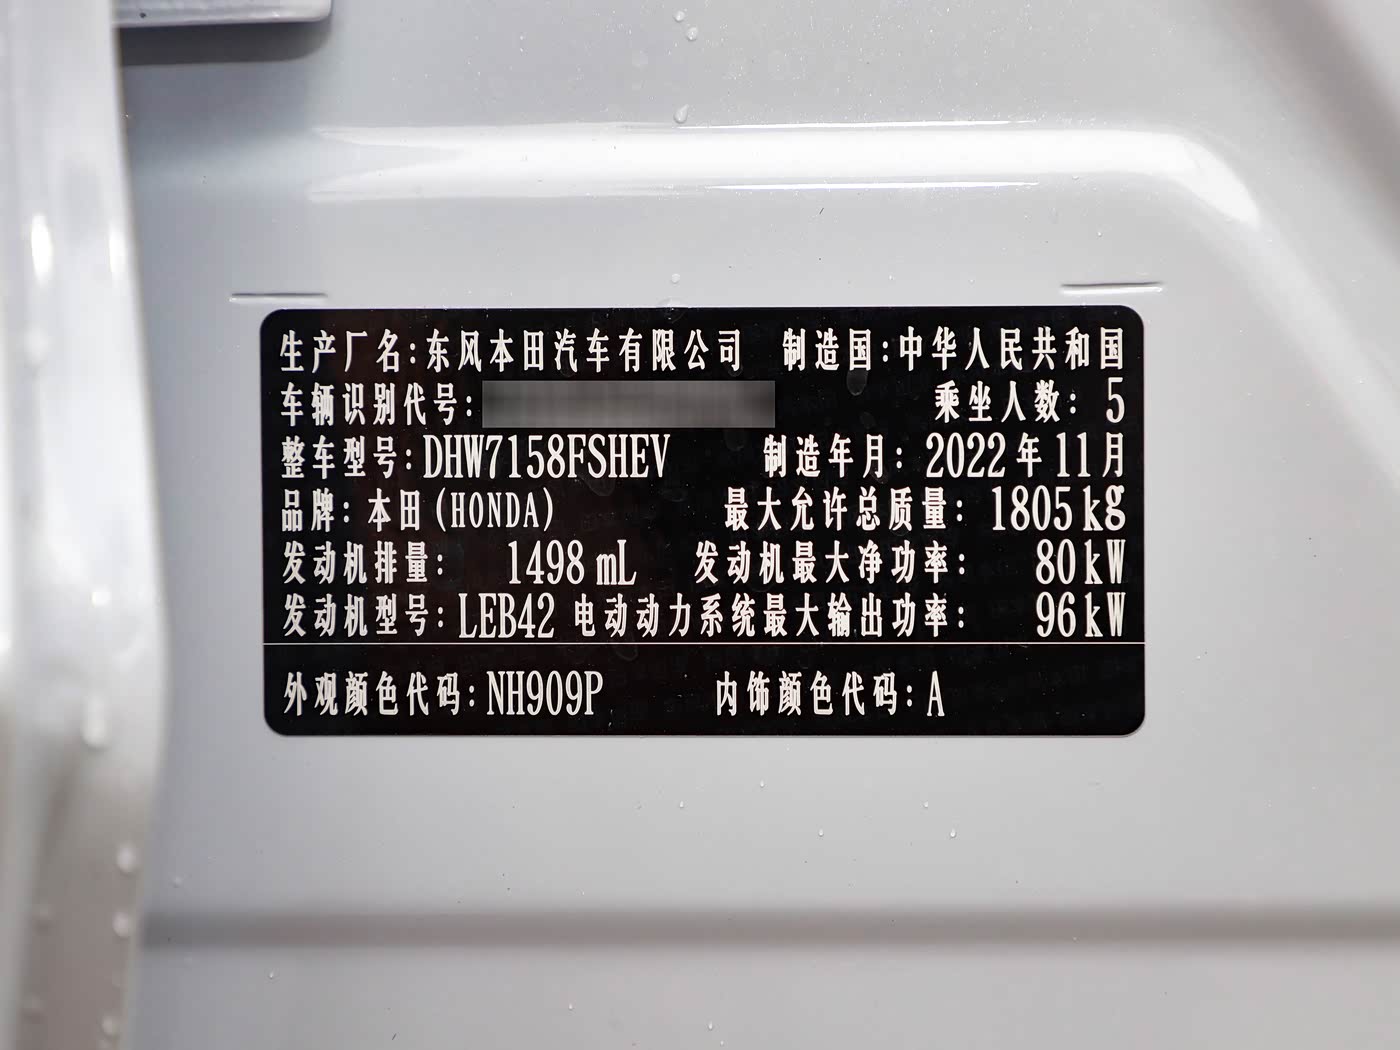 生产厂名:东风本田汽车有限公司 制造国:中华人民共和国
车辆识别代号: 乘坐人数: 5
整车型号:DHW7158FSHEV 制造年月: 2022年11月
品牌: 本田(HONDA) 最大允许总质量: 1805kg
发动机排量: 1498 mL 发动机最大净功率: 80kW
发动机型号: LEB42 电动动力系统最大输出功率: 96kW
外观颜色代码:NH909P 内饰颜色代码:A